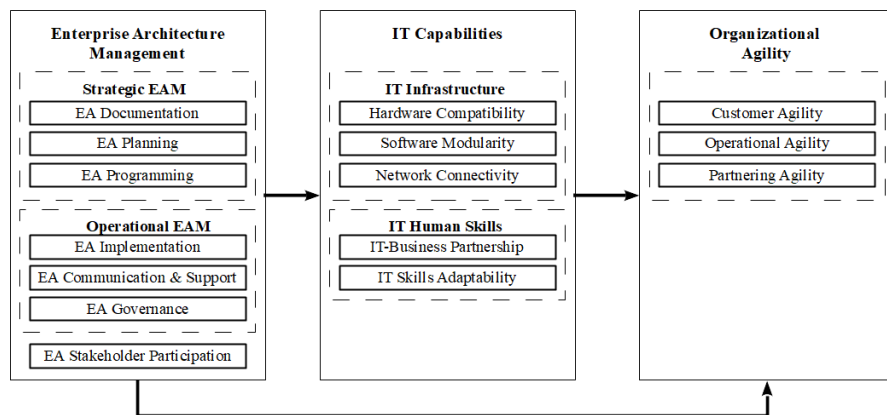 Enterprise Architecture
Management
Strategic EAM
EA Documentation
EA Planning
EA Programming
Operational EAM
EA Implementation
EA Communication & Support
EA Governance
EA Stakeholder Participation
IT Capabilities
IT Infrastructure
Hardware Compatibility
Software Modularity
Network Connectivity
IT Human Skills
IT-Business Partnership
IT Skills Adaptability
Organizational
Agility
Customer Agility
Operational Agility
Partnering Agility